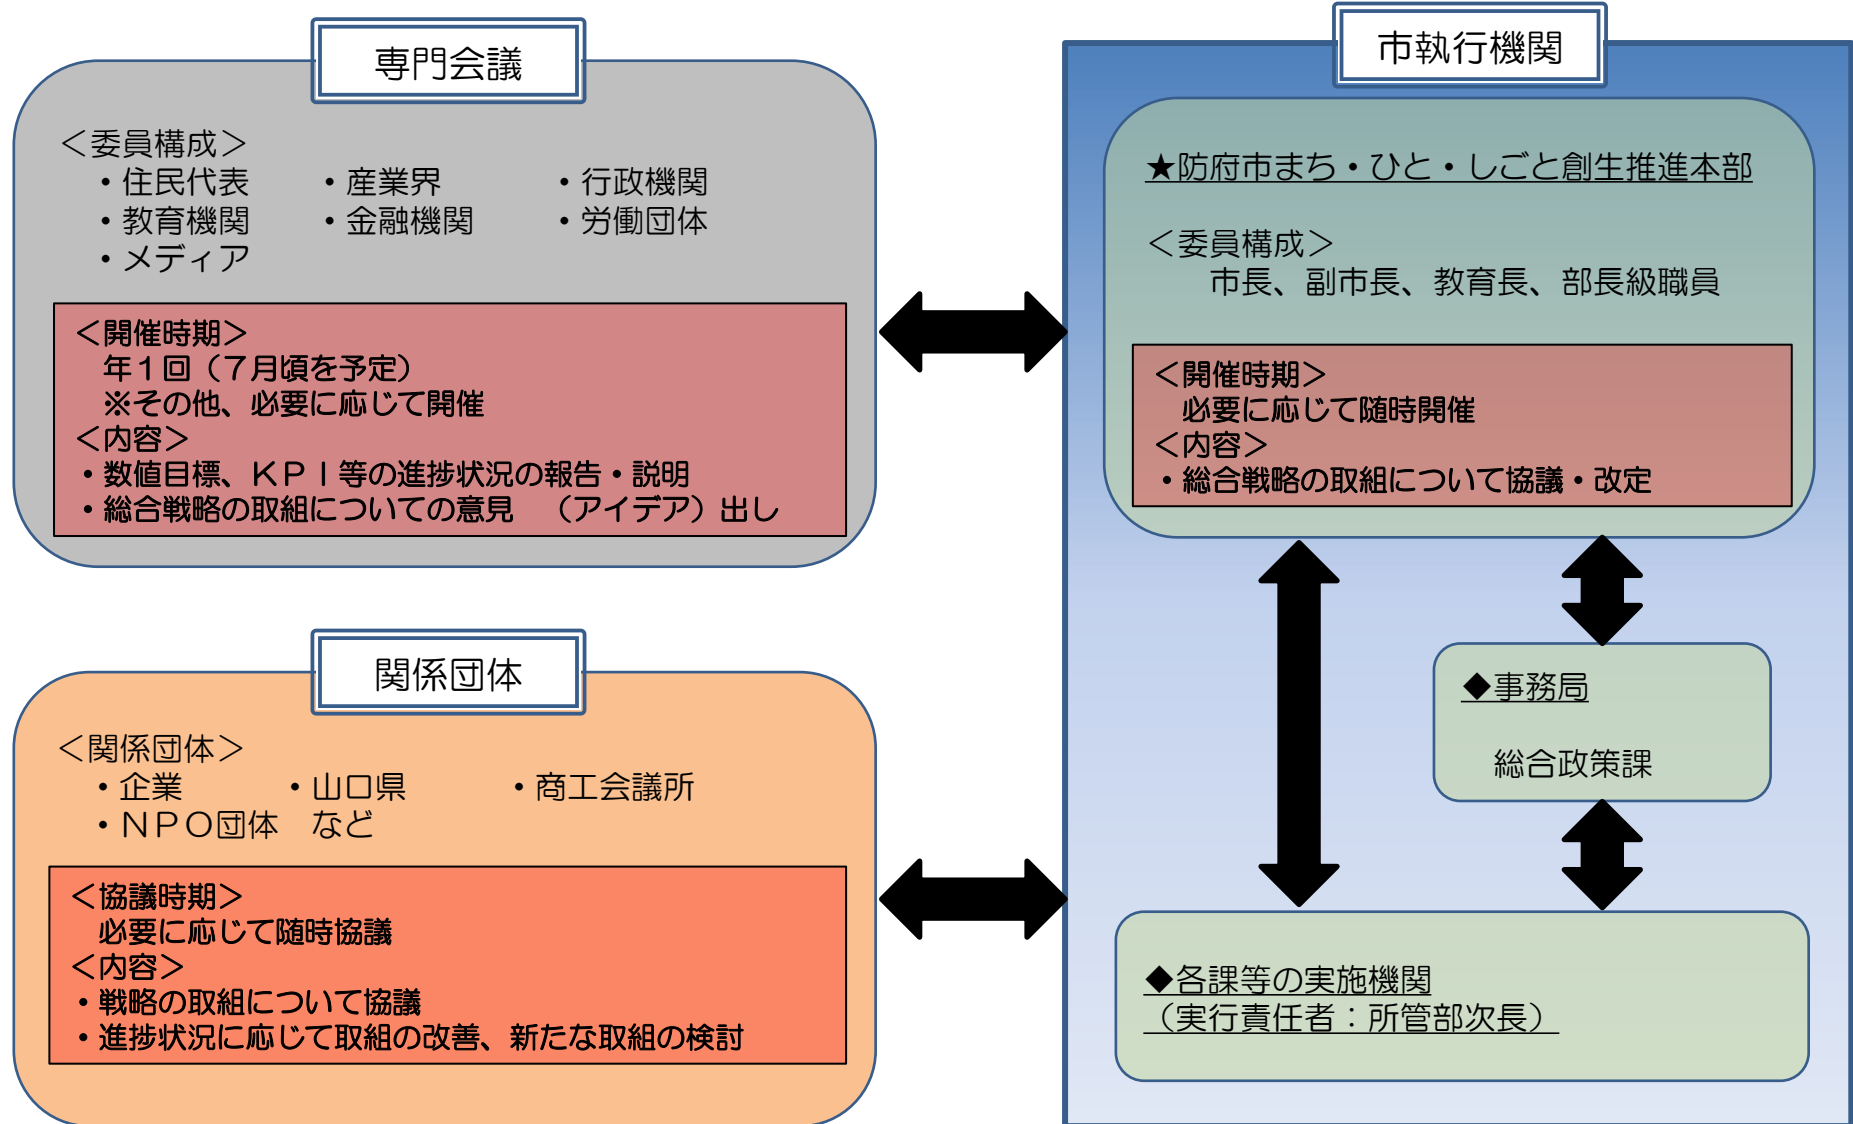 専門会議
<委員構成>
・住民代表　・産業界　・行政機関
・教育機関　・金融機関　・労働団体
・メディア
<開催時期>
年１回（７月頃を予定）
※その他、必要に応じて開催
<内容>
・数値目標、ＫＰＩ等の進捗状況の報告・説明
・総合戦略の取組についての意見　（アイデア）出し
関係団体
<関係団体>
・企業　・山口県　・商工会議所
・ＮＰＯ団体　など
<協議時期>
必要に応じて随時協議
<内容>
・戦略の取組について協議
・進捗状況に応じて取組の改善、新たな取組の検討
市執行機関
★防府市まち・ひと・しごと創生推進本部
<委員構成>
市長、副市長、教育長、部長級職員
<開催時期>
必要に応じて随時開催
<内容>
・総合戦略の取組について協議・改定
◆事務局
総合政策課
◆各課等の実施機関
（実行責任者：所管部次長）